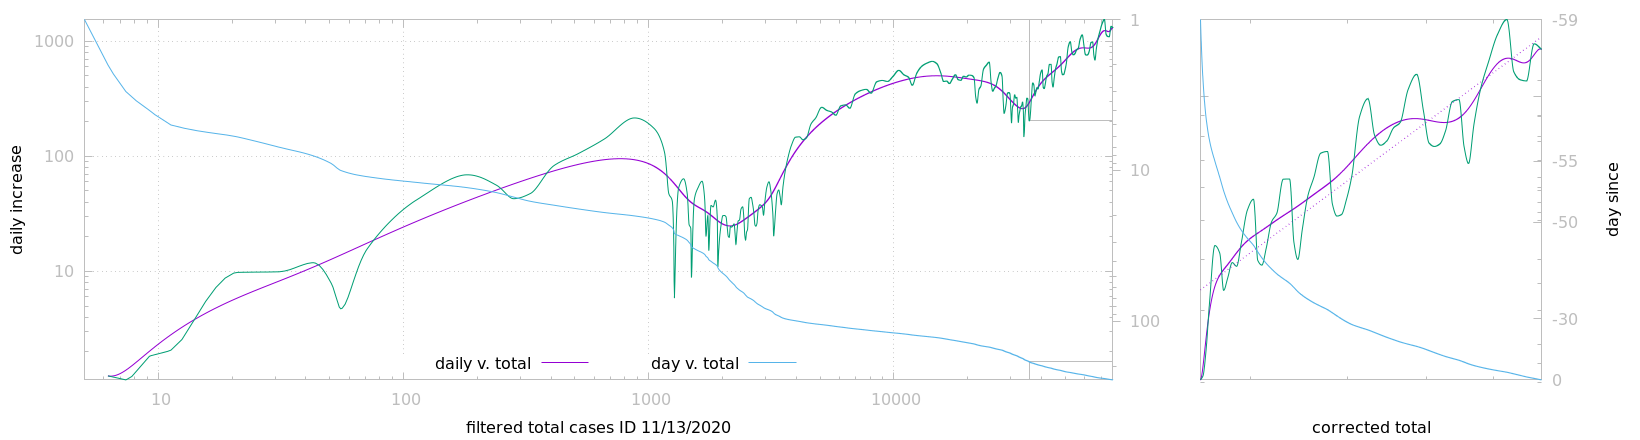 1000
100
10
daily increase
10
100
1000
10000
filtered total cases ID 11/13/2020
daily v. total
day v. total
1
10
100
-59
-55
-50
-30
0
day since
corrected total